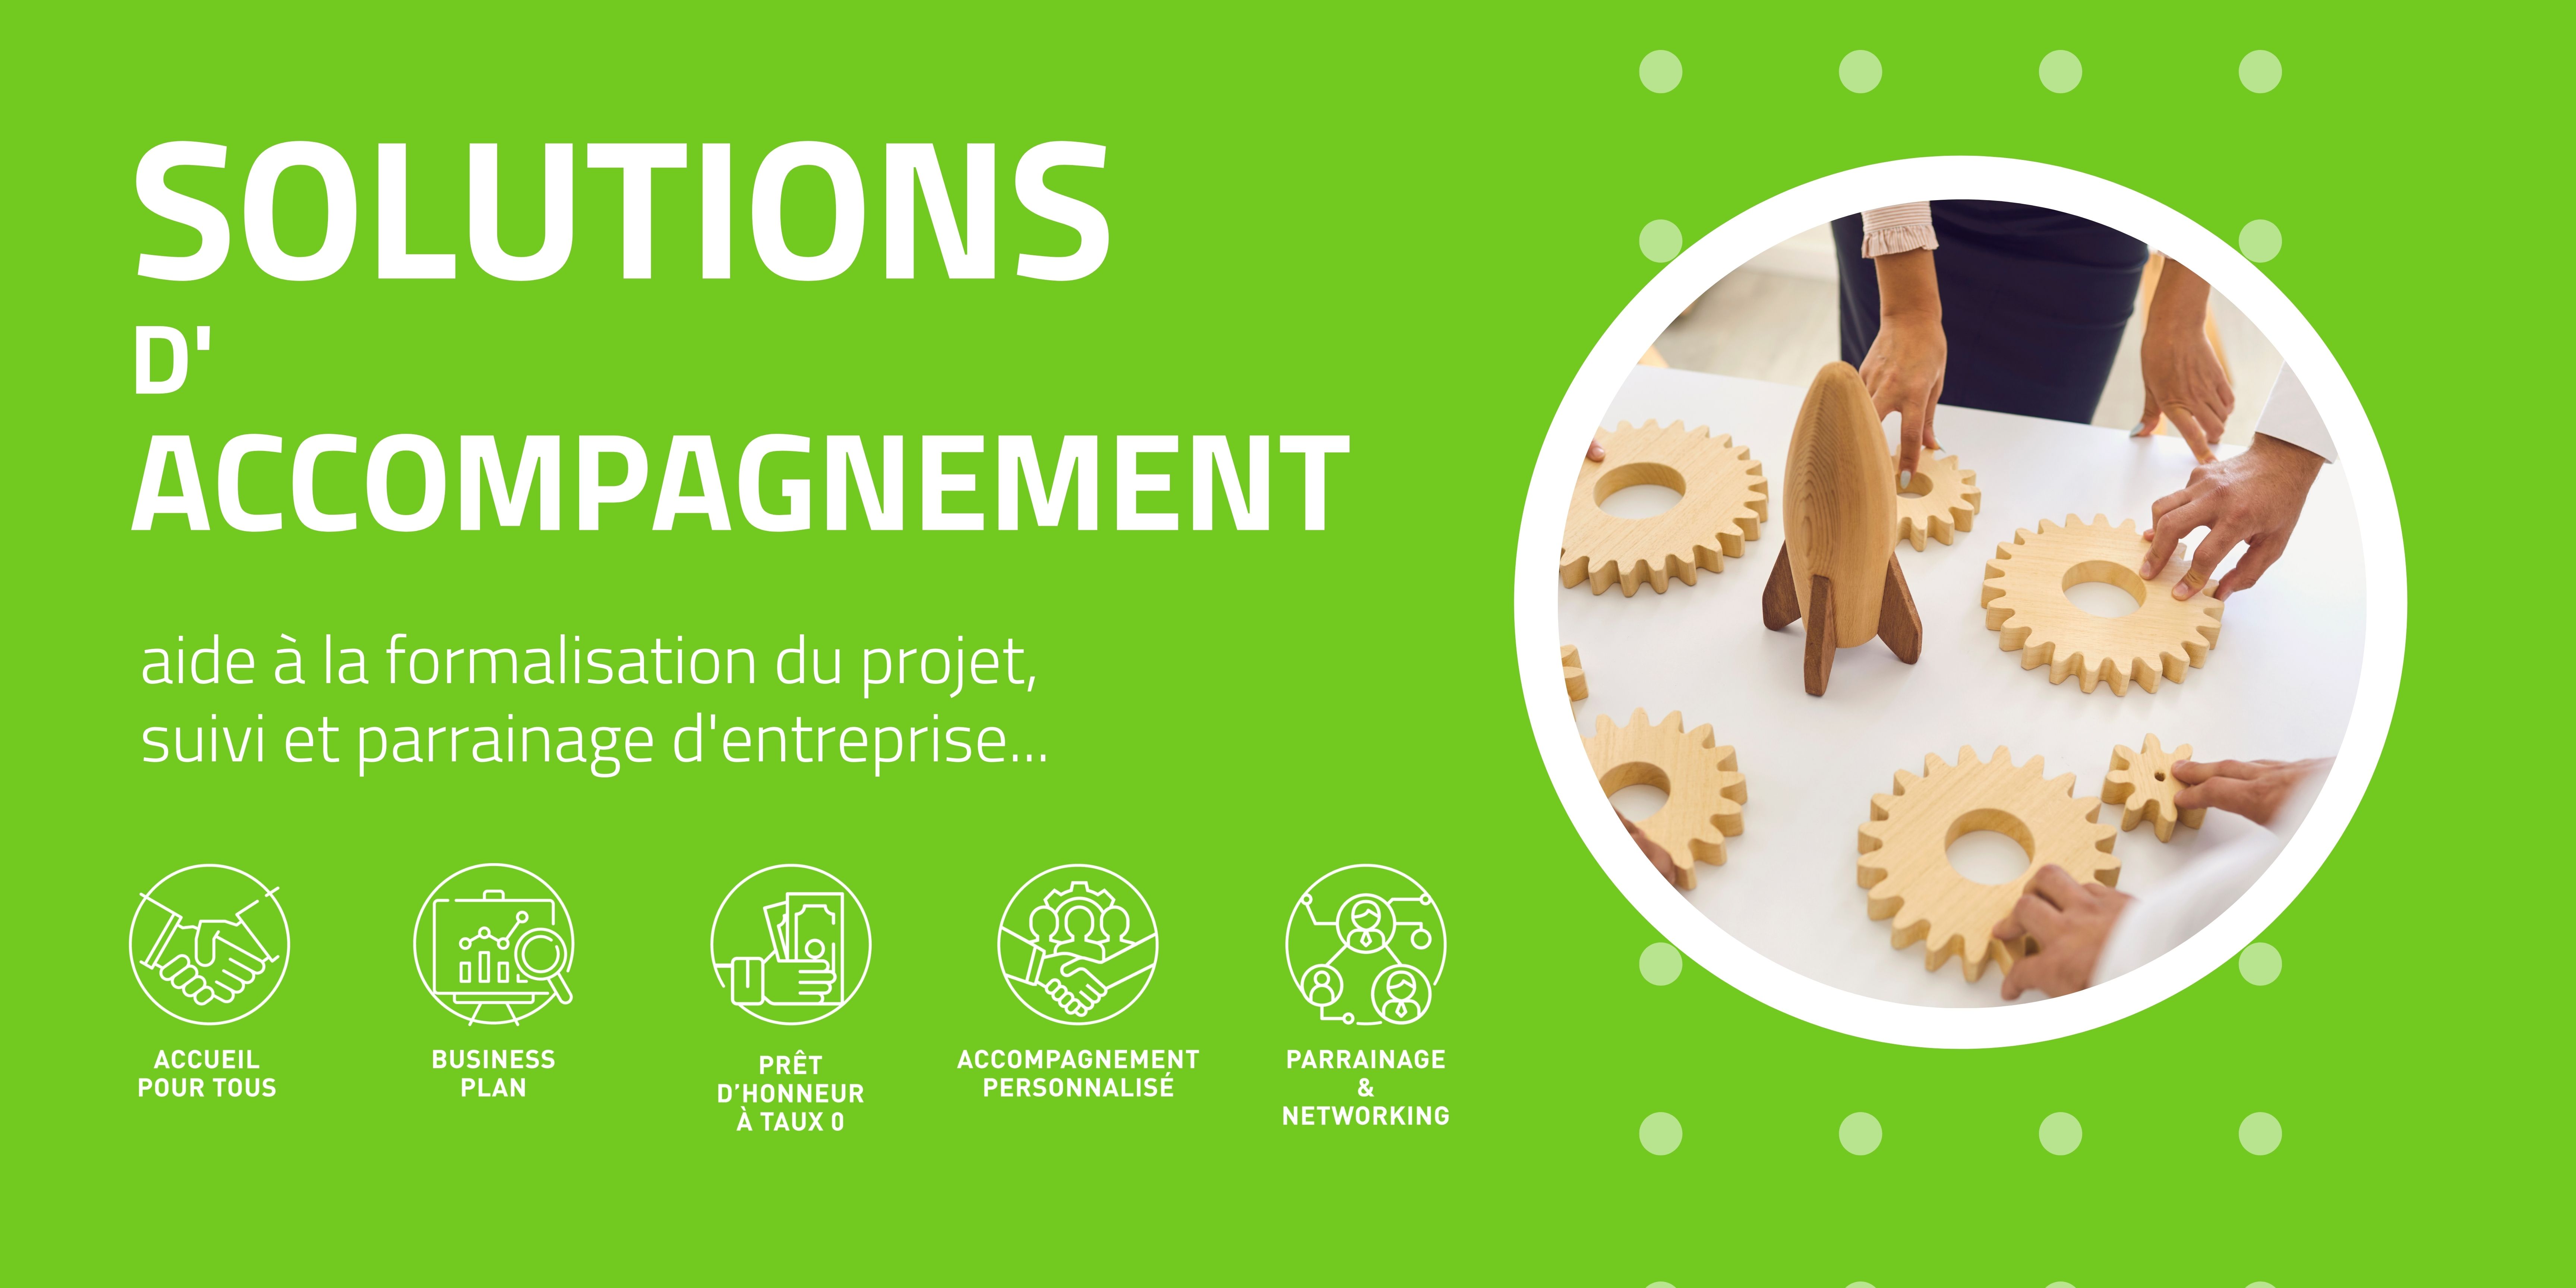 SOLUTIONS
D'
ACCOMPAGNEMENT
aide à la formalisation du projet,
suivi et parrainage d'entreprise...
ACCUEIL
POUR TOUS
BUSINESS
PLAN
PRÊT
D’HONNEUR
À TAUX 0
ACCOMPAGNEMENT
PERSONNALISÉ
PARRAINAGE
&
NETWORKING